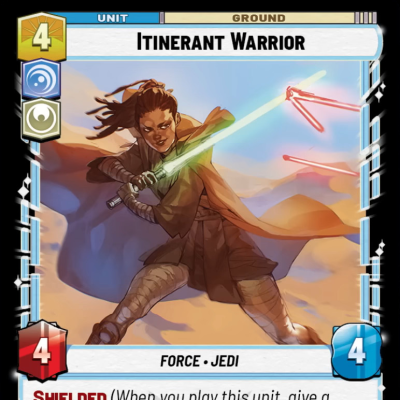 UNIT GROUND
4 ITINERANT WARRIOR
4 FORCE • JEDI 4
SHIELDED (When you play this unit, give a